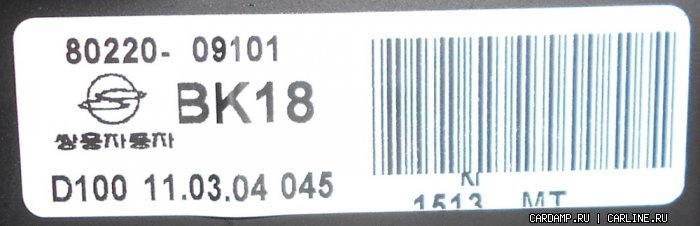 80220- 09101
BK18
쌍용자동차
D100 11.03.04 045
1513 MT
CARDAMP.RU | CARLINE.RU